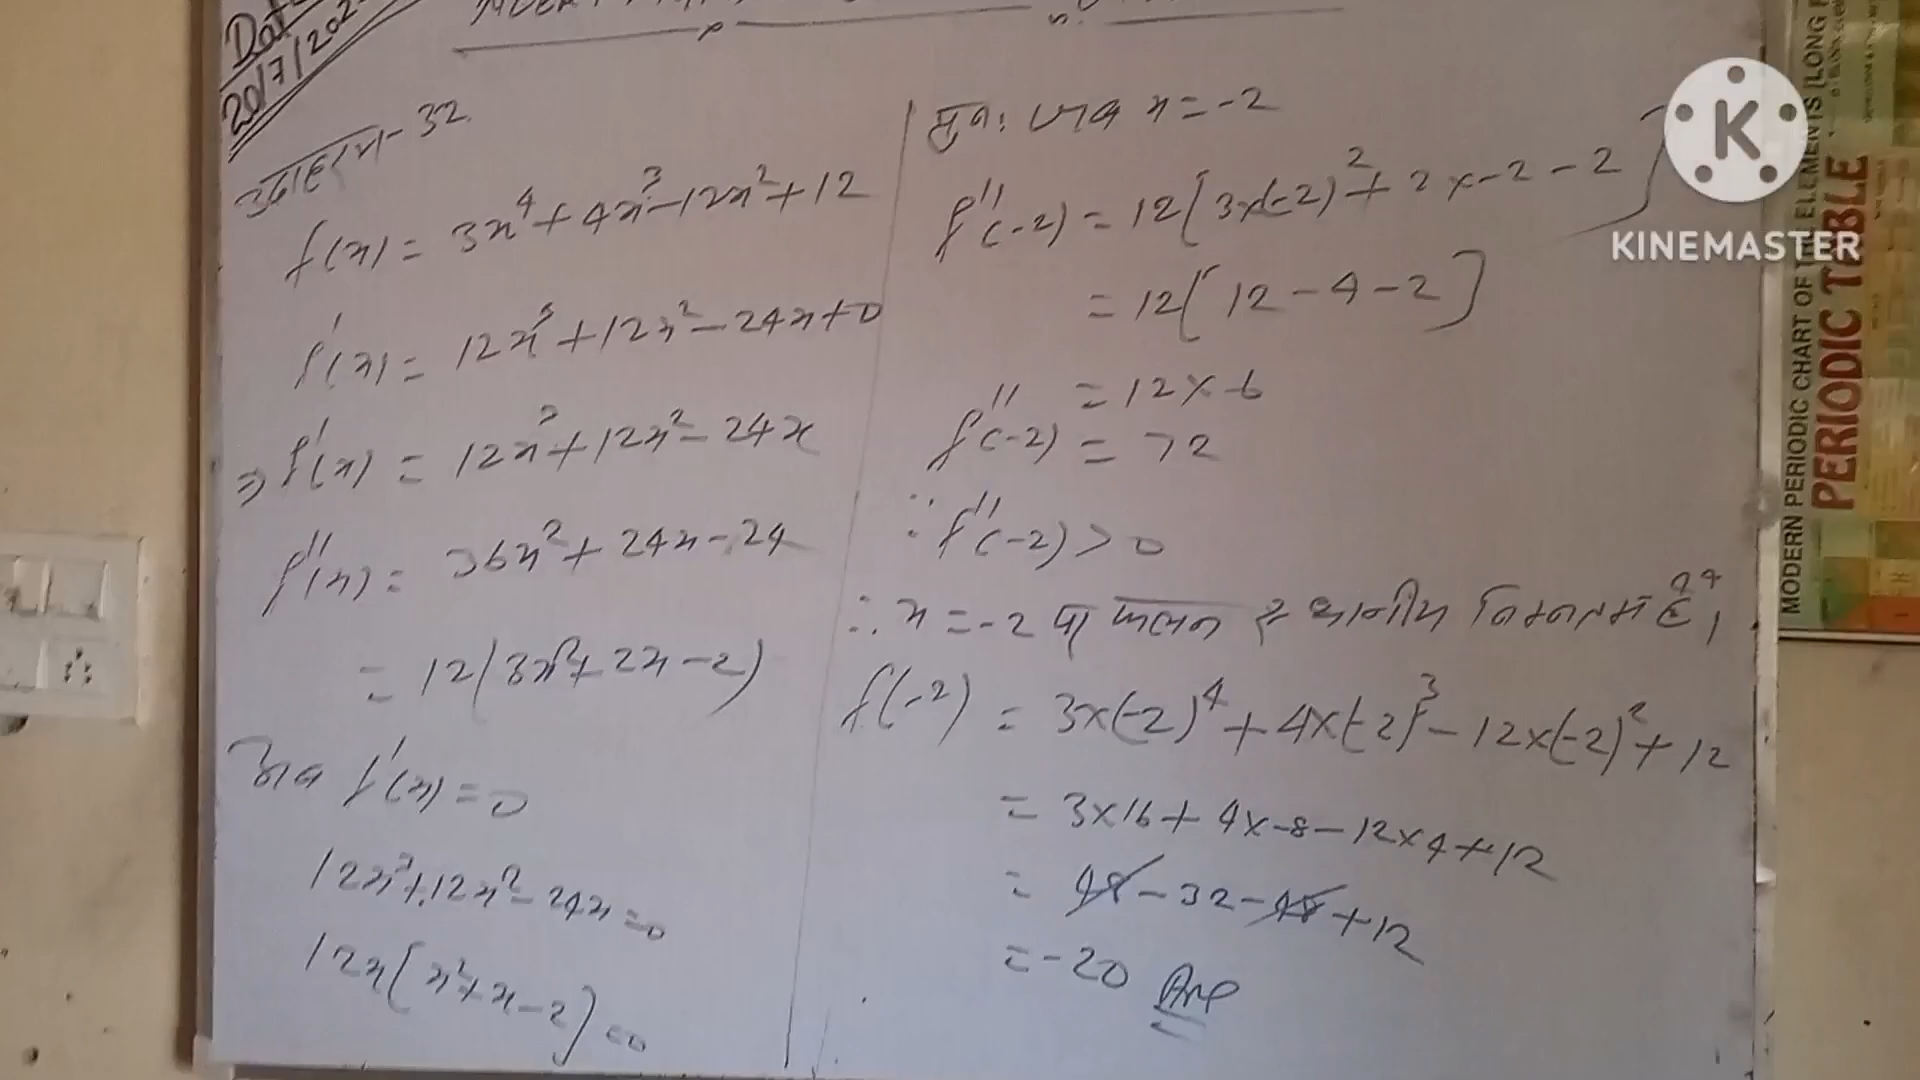 Date
20/7/202
उदाहरण-32
f(x) = 3x⁴ + 4x³ - 12x² + 12
f'(x) = 12x³ + 12x² - 24x + 0
⇒ f'(x) = 12x³ + 12x² - 24x
f''(x) = 36x² + 24x - 24
= 12(3x² + 2x - 2)
अब f'(x) = 0
12x³ + 12x² - 24x = 0
12x[x² + x - 2] = 0
पुनः जब x = -2
f''(-2) = 12[3×(-2)² + 2×-2 - 2]
= 12[12 - 4 - 2]
= 12 × 6
f''(-2) = 72
∵ f''(-2) > 0
∴ x = -2 पर फलन स्थानीय निम्नतम
f(-2) = 3×(-2)⁴ + 4×(-2)³ - 12×(-2)² + 12
= 3×16 + 4×-8 - 12×4 + 12
= 48 - 32 - 48 + 12
= -20 Ans
K
KINEMASTER
MODERN PERIODIC CHART OF THE ELEMENTS (LONG F
PERIODIC TABLE